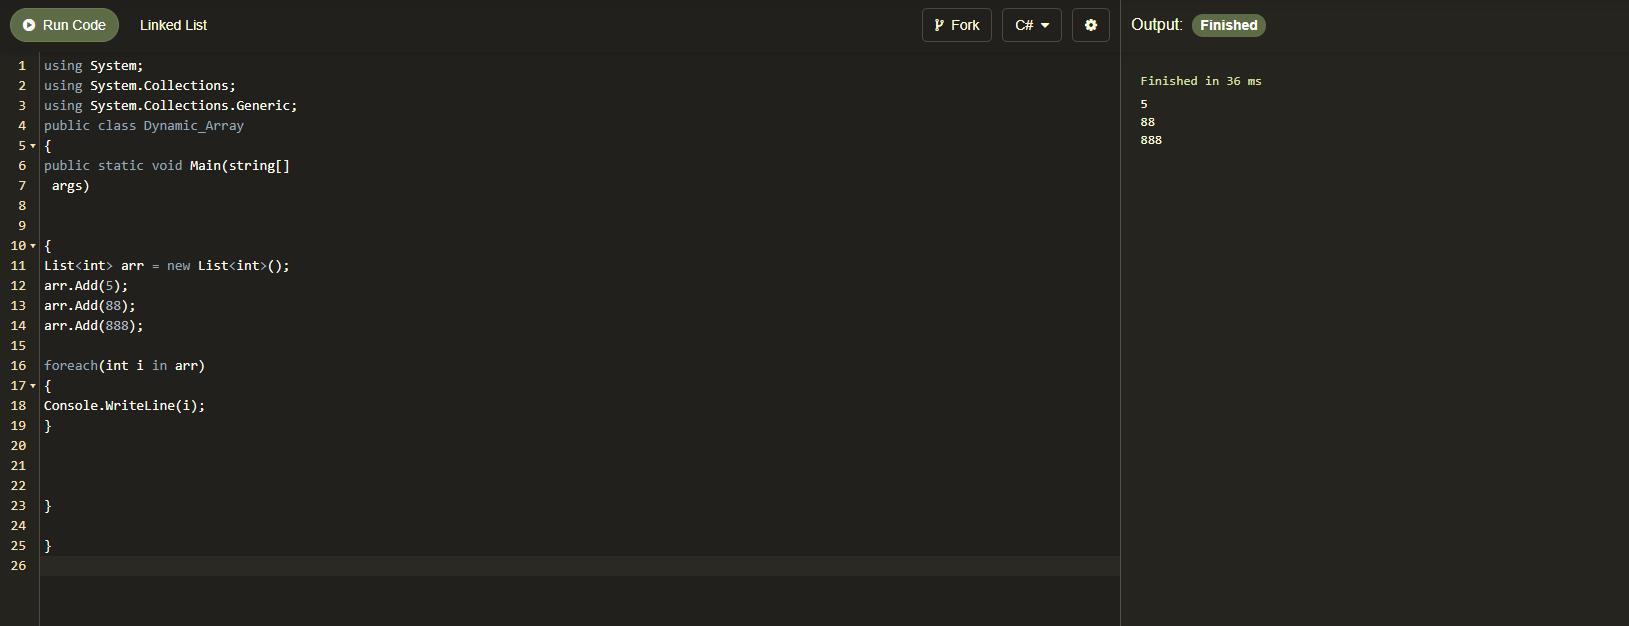 Run Code Linked List Fork C# Output: Finished
1 using System;
2 using System.Collections;
3 using System.Collections.Generic;
4 public class Dynamic_Array
5 {
6 public static void Main(string[]
7 args)
8
9
10 {
11 List<int> arr = new List<int>();
12 arr.Add(5);
13 arr.Add(88);
14 arr.Add(888);
15
16 foreach(int i in arr)
17 {
18 Console.WriteLine(i);
19 }
20
21
22
23 }
24
25 }
26
Finished in 36 ms
5
88
888